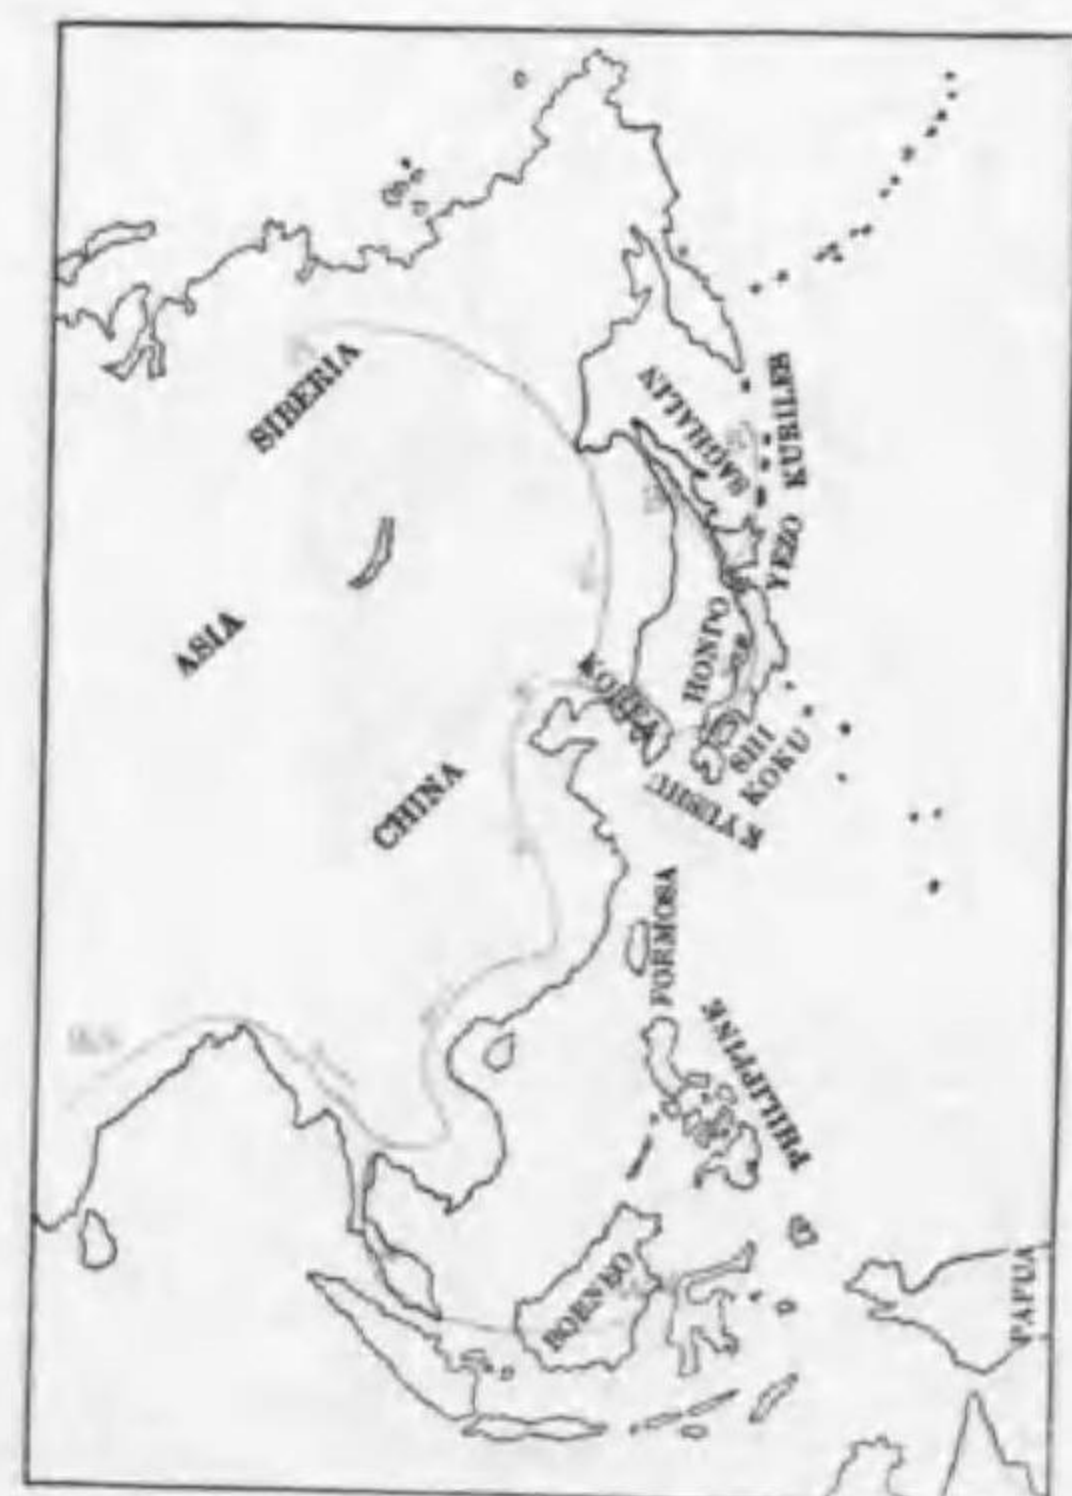 SIBERIA
SAGHALIN
KURILES
YEZO
ASIA
HONDO
KOREA
SHI
KOKU
KYUSHU
CHINA
FORMOSA
PHILIPPINE
BORNEO
PAPUA